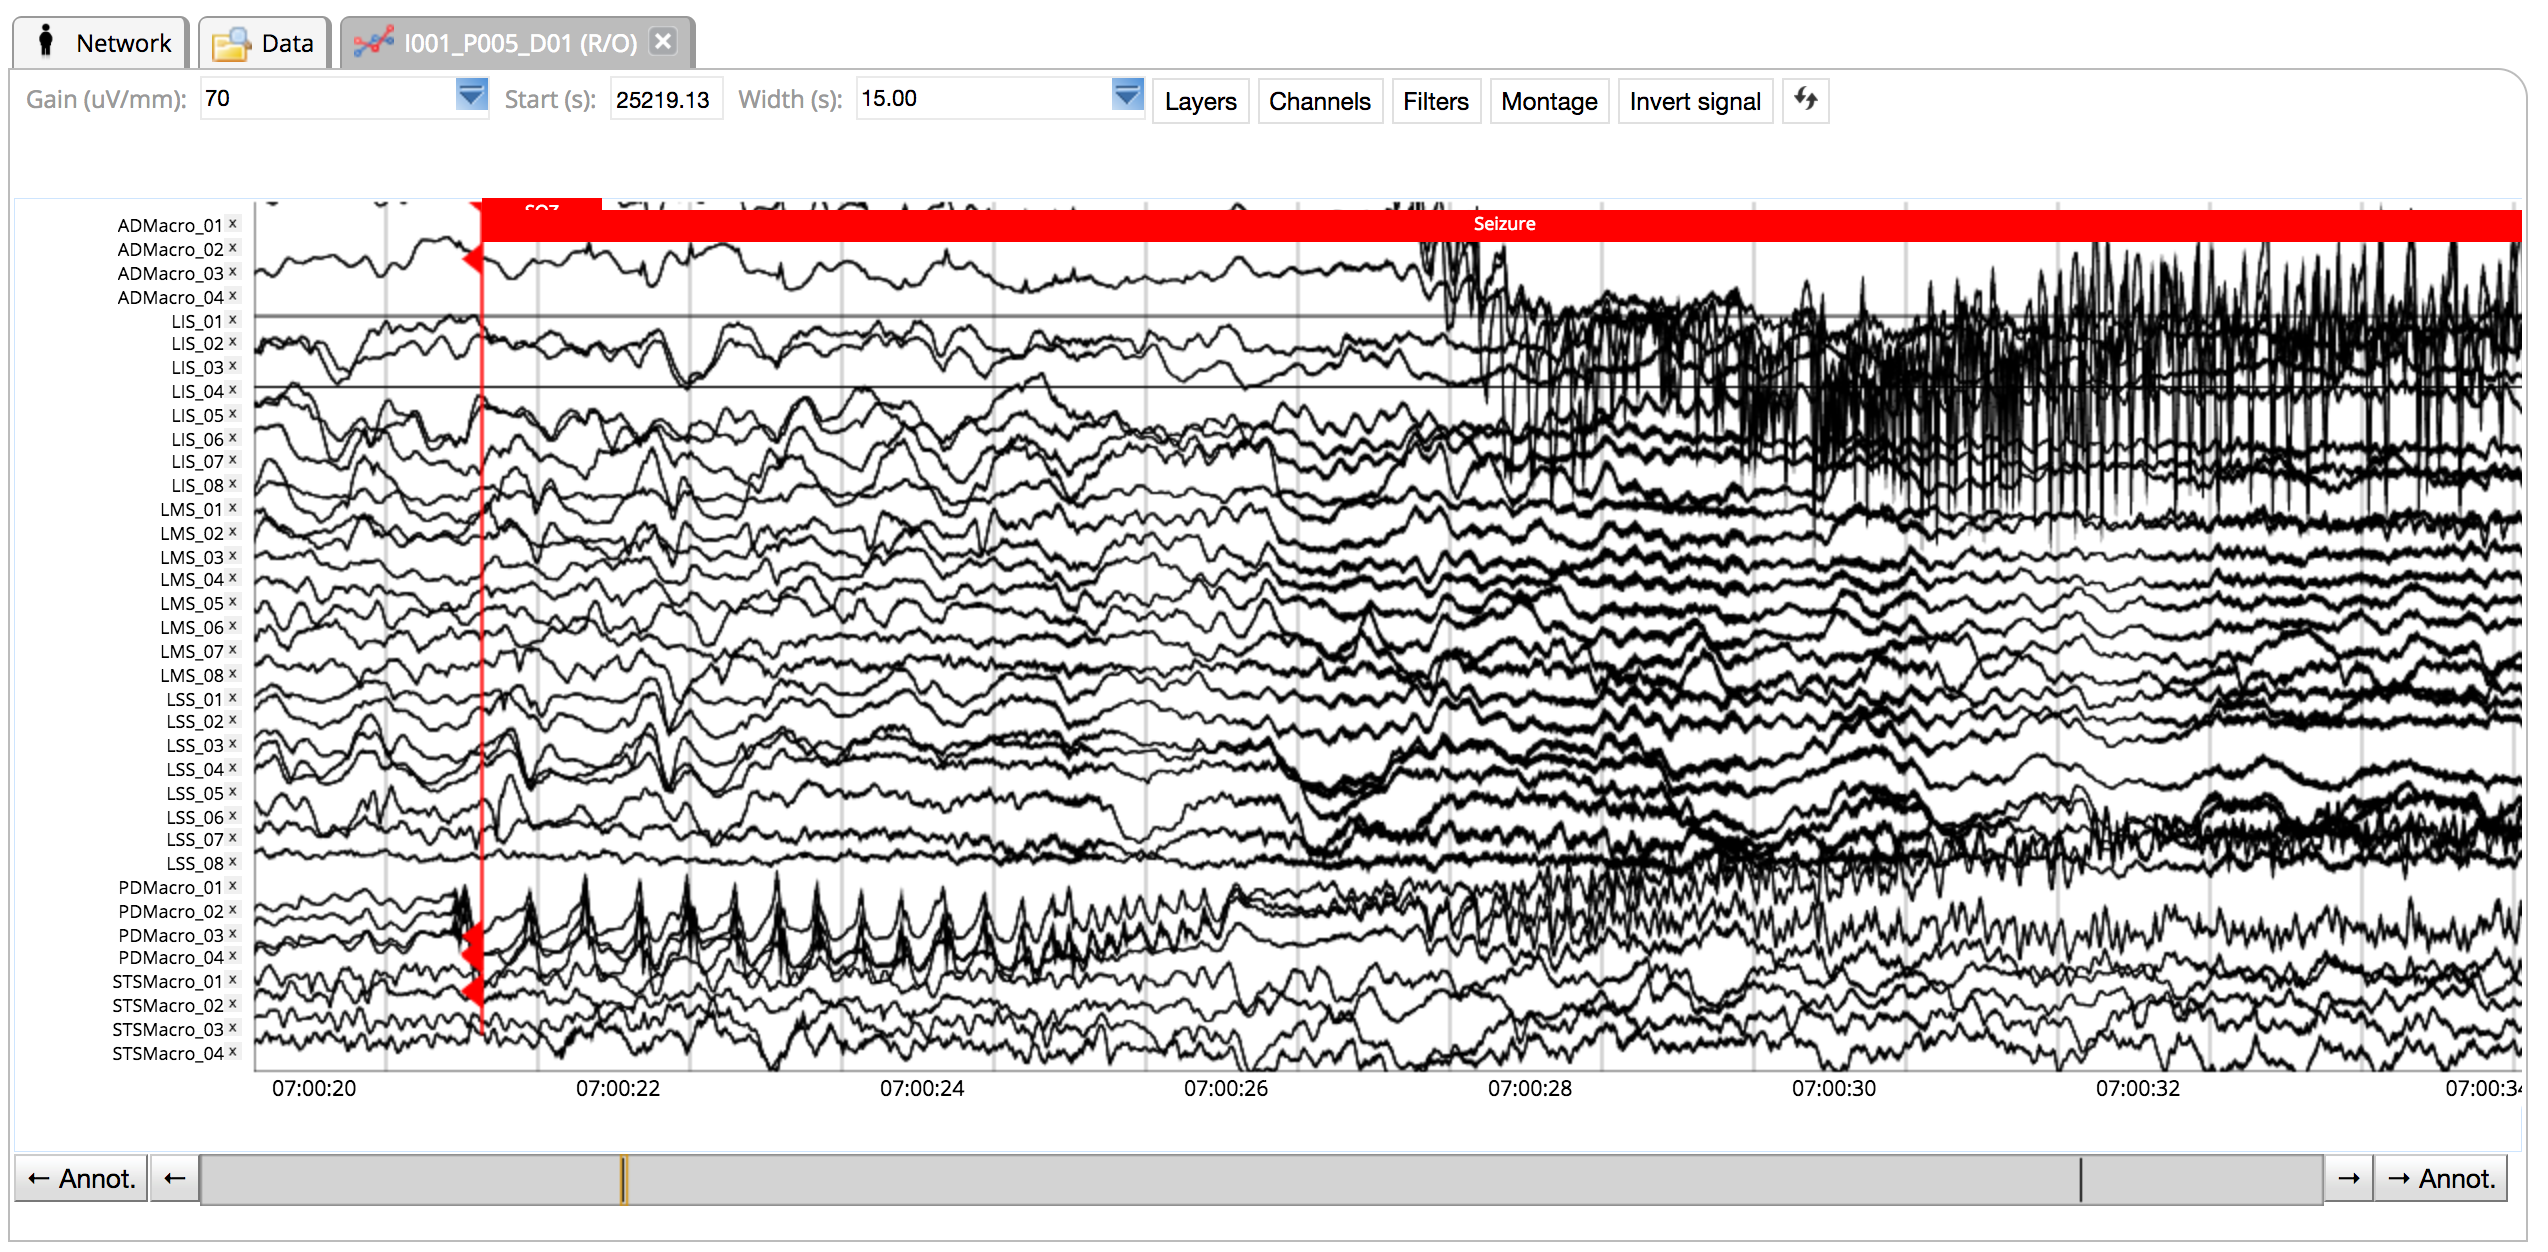 Network Data I001_P005_D01 (R/O)
Gain (uV/mm): 70 Start (s): 25219.13 Width (s): 15.00 Layers Channels Filters Montage Invert signal
SOZ
Seizure
ADMacro_01 x
ADMacro_02 x
ADMacro_03 x
ADMacro_04 x
LIS_01 x
LIS_02 x
LIS_03 x
LIS_04 x
LIS_05 x
LIS_06 x
LIS_07 x
LIS_08 x
LMS_01 x
LMS_02 x
LMS_03 x
LMS_04 x
LMS_05 x
LMS_06 x
LMS_07 x
LMS_08 x
LSS_01 x
LSS_02 x
LSS_03 x
LSS_04 x
LSS_05 x
LSS_06 x
LSS_07 x
LSS_08 x
PDMacro_01 x
PDMacro_02 x
PDMacro_03 x
PDMacro_04 x
STSMacro_01 x
STSMacro_02 x
STSMacro_03 x
STSMacro_04 x
07:00:20 07:00:22 07:00:24 07:00:26 07:00:28 07:00:30 07:00:32 07:00:34
← Annot. ← → → Annot.